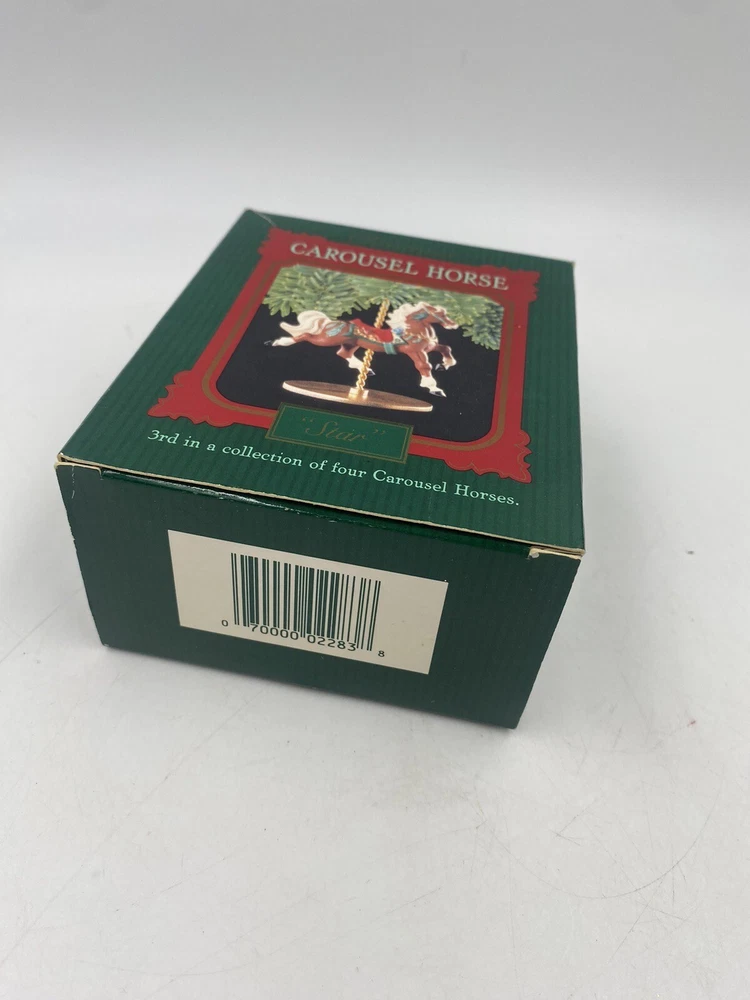 CAROUSEL HORSE
"Star"
3rd in a collection of four Carousel Horses.
0 70000 02283 8